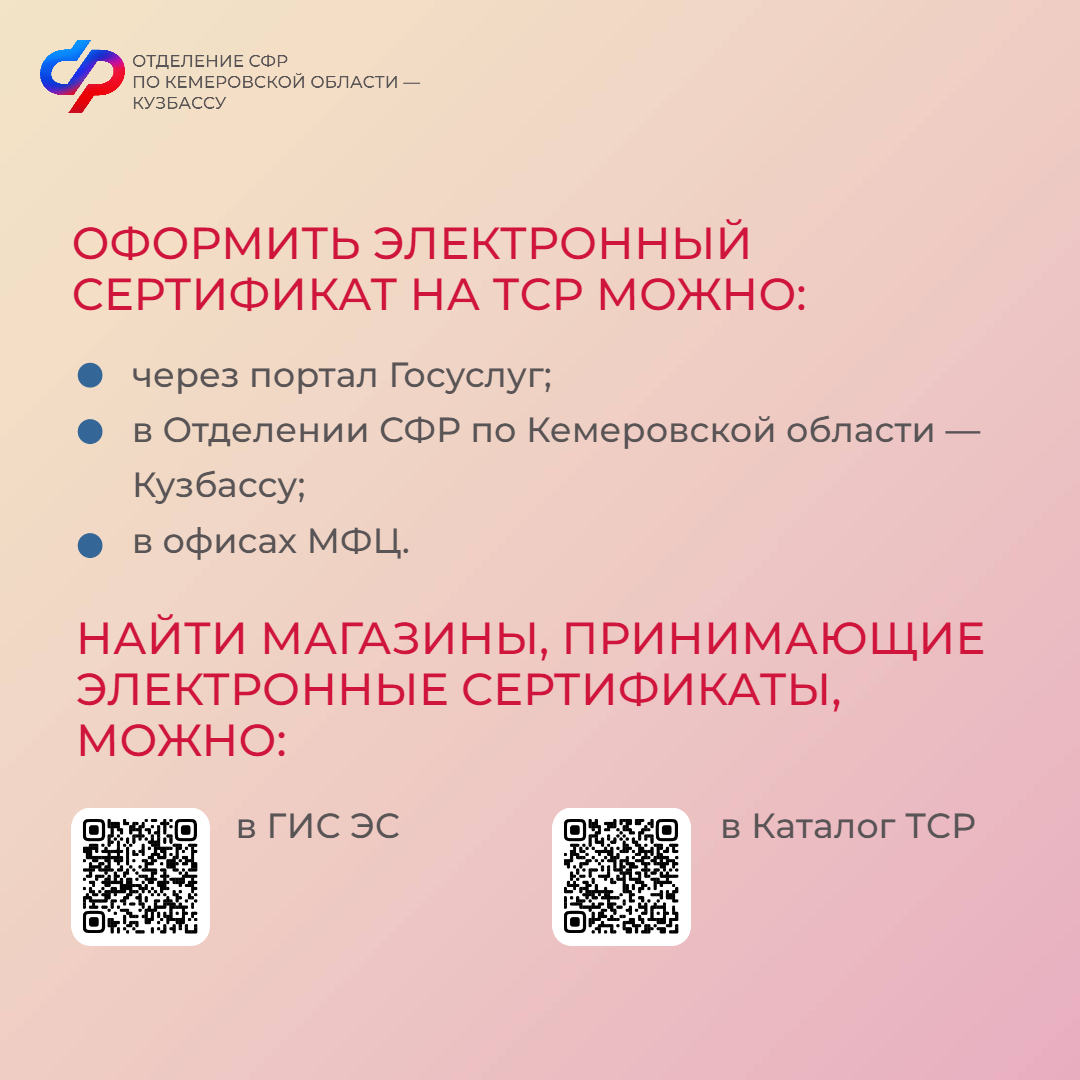 ОТДЕЛЕНИЕ СФР
ПО КЕМЕРОВСКОЙ ОБЛАСТИ —
КУЗБАССУ
ОФОРМИТЬ ЭЛЕКТРОННЫЙ
СЕРТИФИКАТ НА ТСР МОЖНО:
через портал Госуслуг;
в Отделении СФР по Кемеровской области —
Кузбассу;
в офисах МФЦ.
НАЙТИ МАГАЗИНЫ, ПРИНИМАЮЩИЕ
ЭЛЕКТРОННЫЕ СЕРТИФИКАТЫ,
МОЖНО:
в ГИС ЭС
в Каталог ТСР